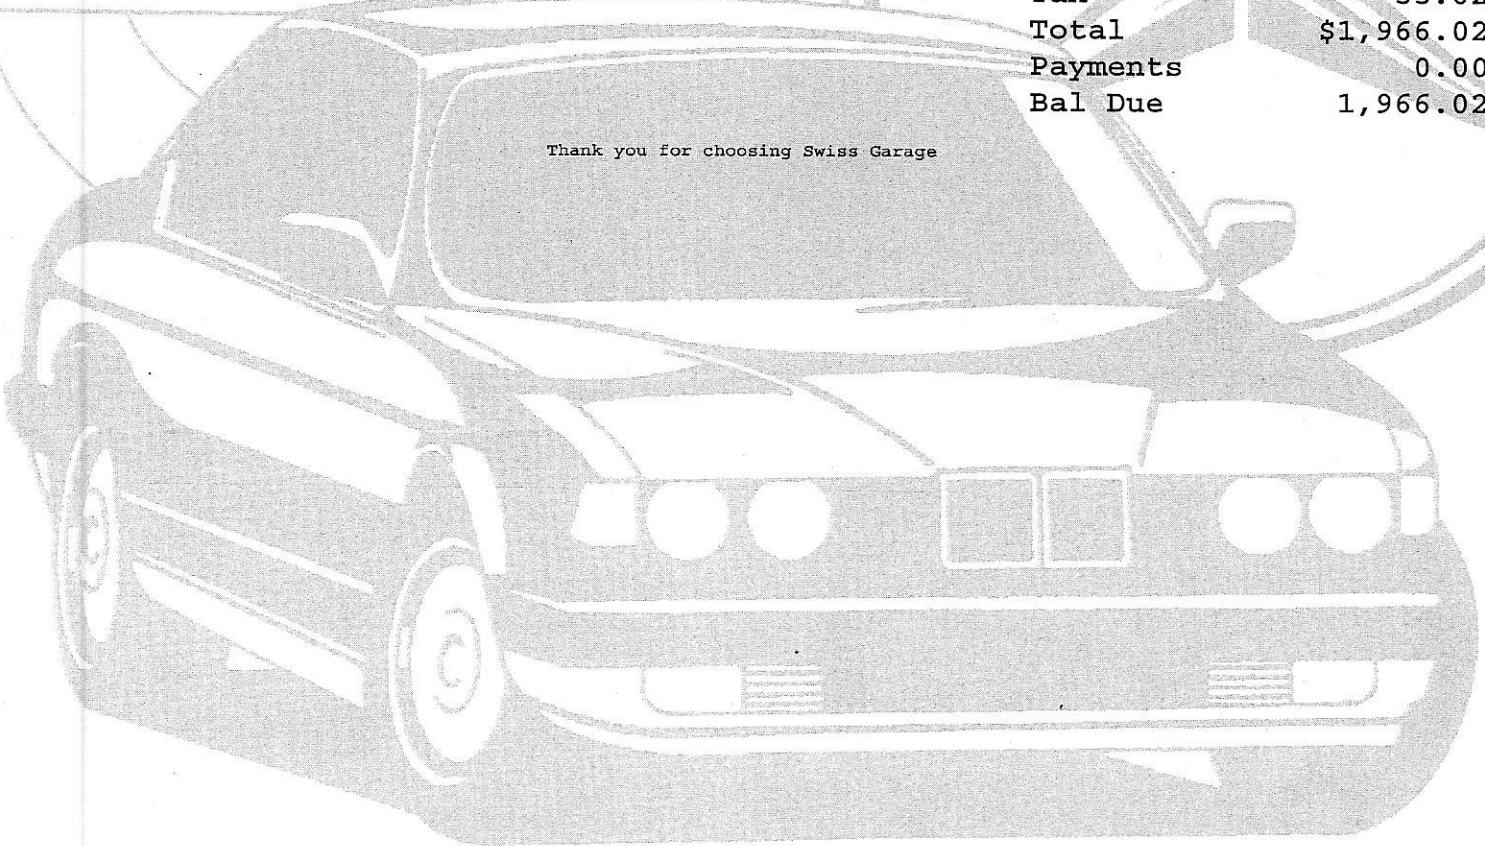 Total $1,966.02
Payments 0.00
Bal Due 1,966.02
Thank you for choosing Swiss Garage